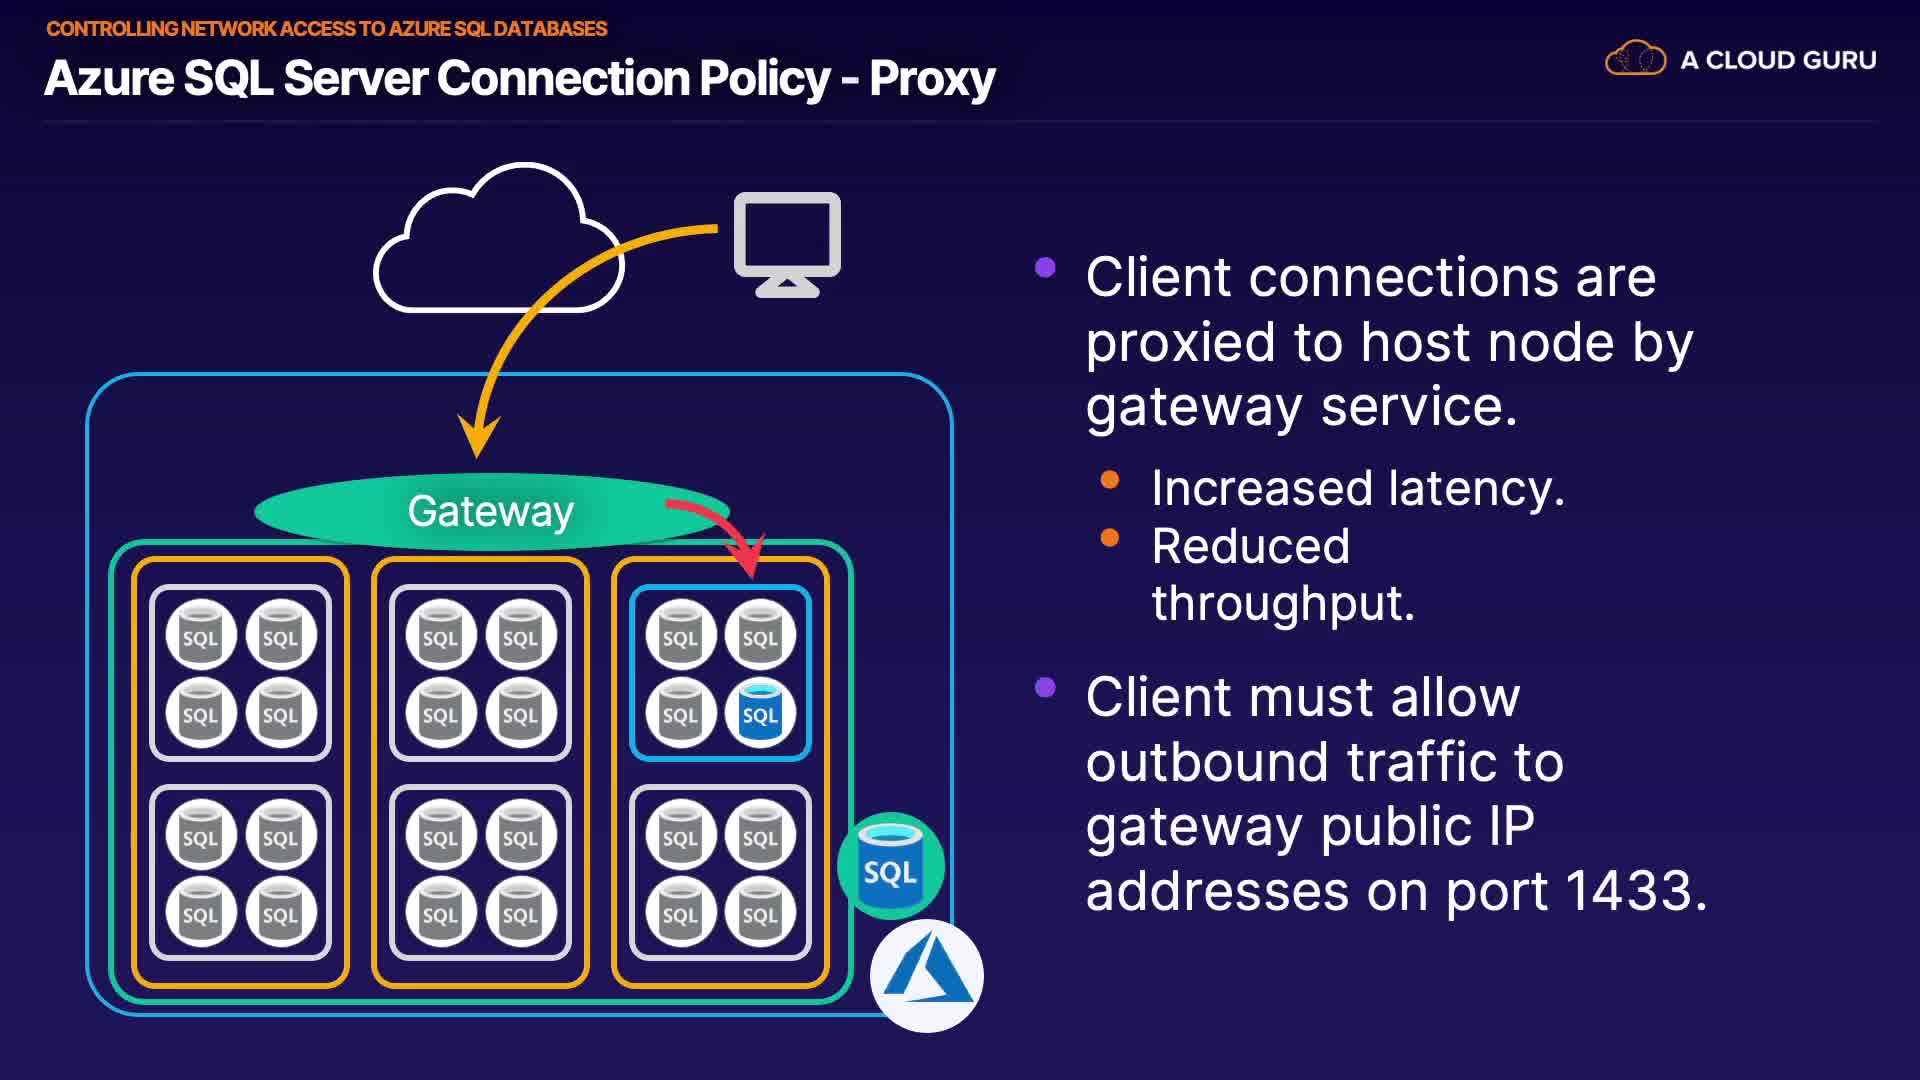 CONTROLLING NETWORK ACCESS TO AZURE SQL DATABASES
Azure SQL Server Connection Policy - Proxy
A CLOUD GURU
Client connections are
proxied to host node by
gateway service.
Increased latency.
Reduced
throughput.
Client must allow
outbound traffic to
gateway public IP
addresses on port 1433.
Gateway
SQL SQL SQL SQL SQL SQL
SQL SQL SQL SQL SQL SQL
SQL SQL SQL SQL SQL SQL
SQL
SQL SQL SQL SQL SQL SQL